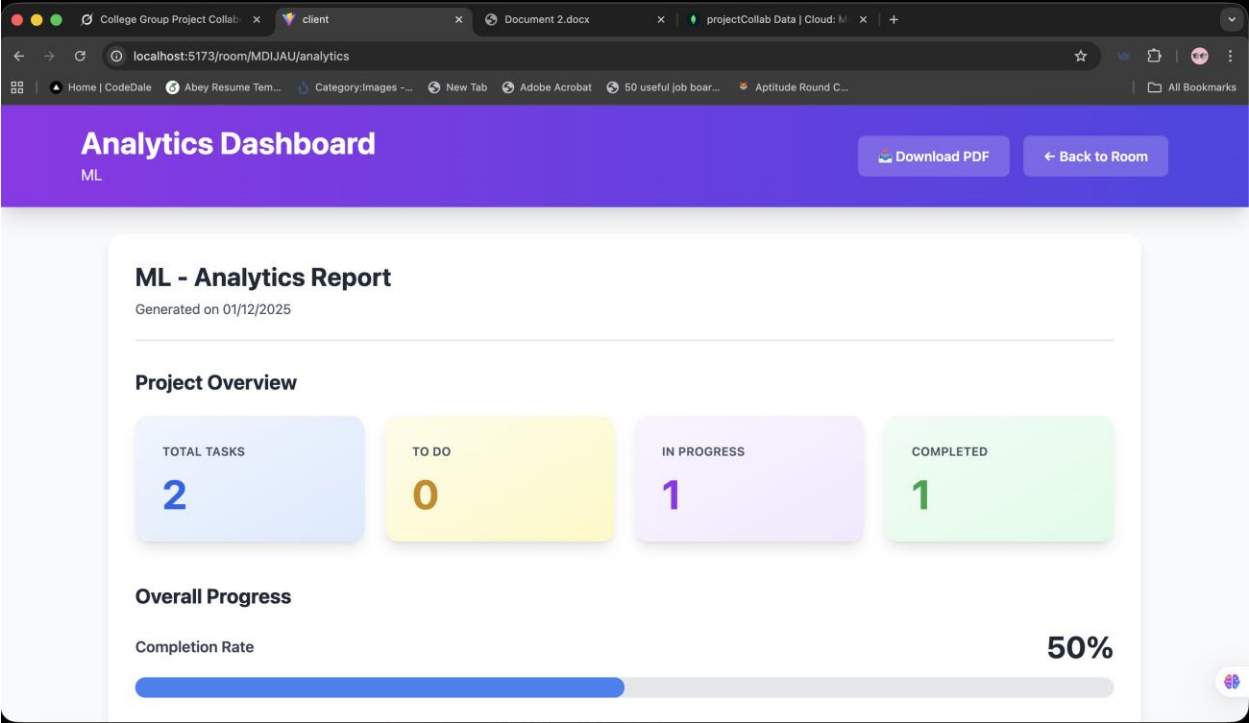 College Group Project Collab
client
Document 2.docx
projectCollab Data | Cloud: M
localhost:5173/room/MDIJAU/analytics
Home | CodeDale
Abey Resume Tem...
Category:Images -...
New Tab
Adobe Acrobat
50 useful job boar...
Aptitude Round C...
All Bookmarks
Analytics Dashboard
ML
Download PDF
← Back to Room
ML - Analytics Report
Generated on 01/12/2025
Project Overview
TOTAL TASKS
2
TO DO
0
IN PROGRESS
1
COMPLETED
1
Overall Progress
Completion Rate
50%